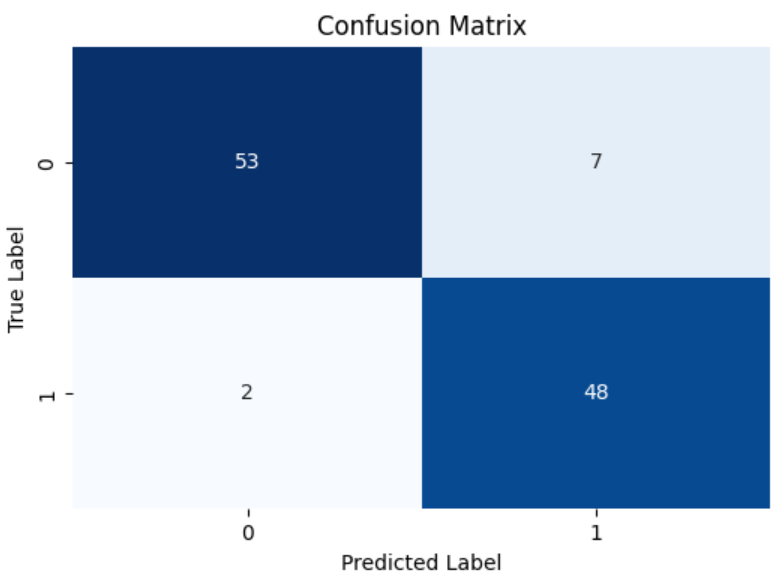 Confusion Matrix
True Label
0
53
7
1
2
48
0
1
Predicted Label